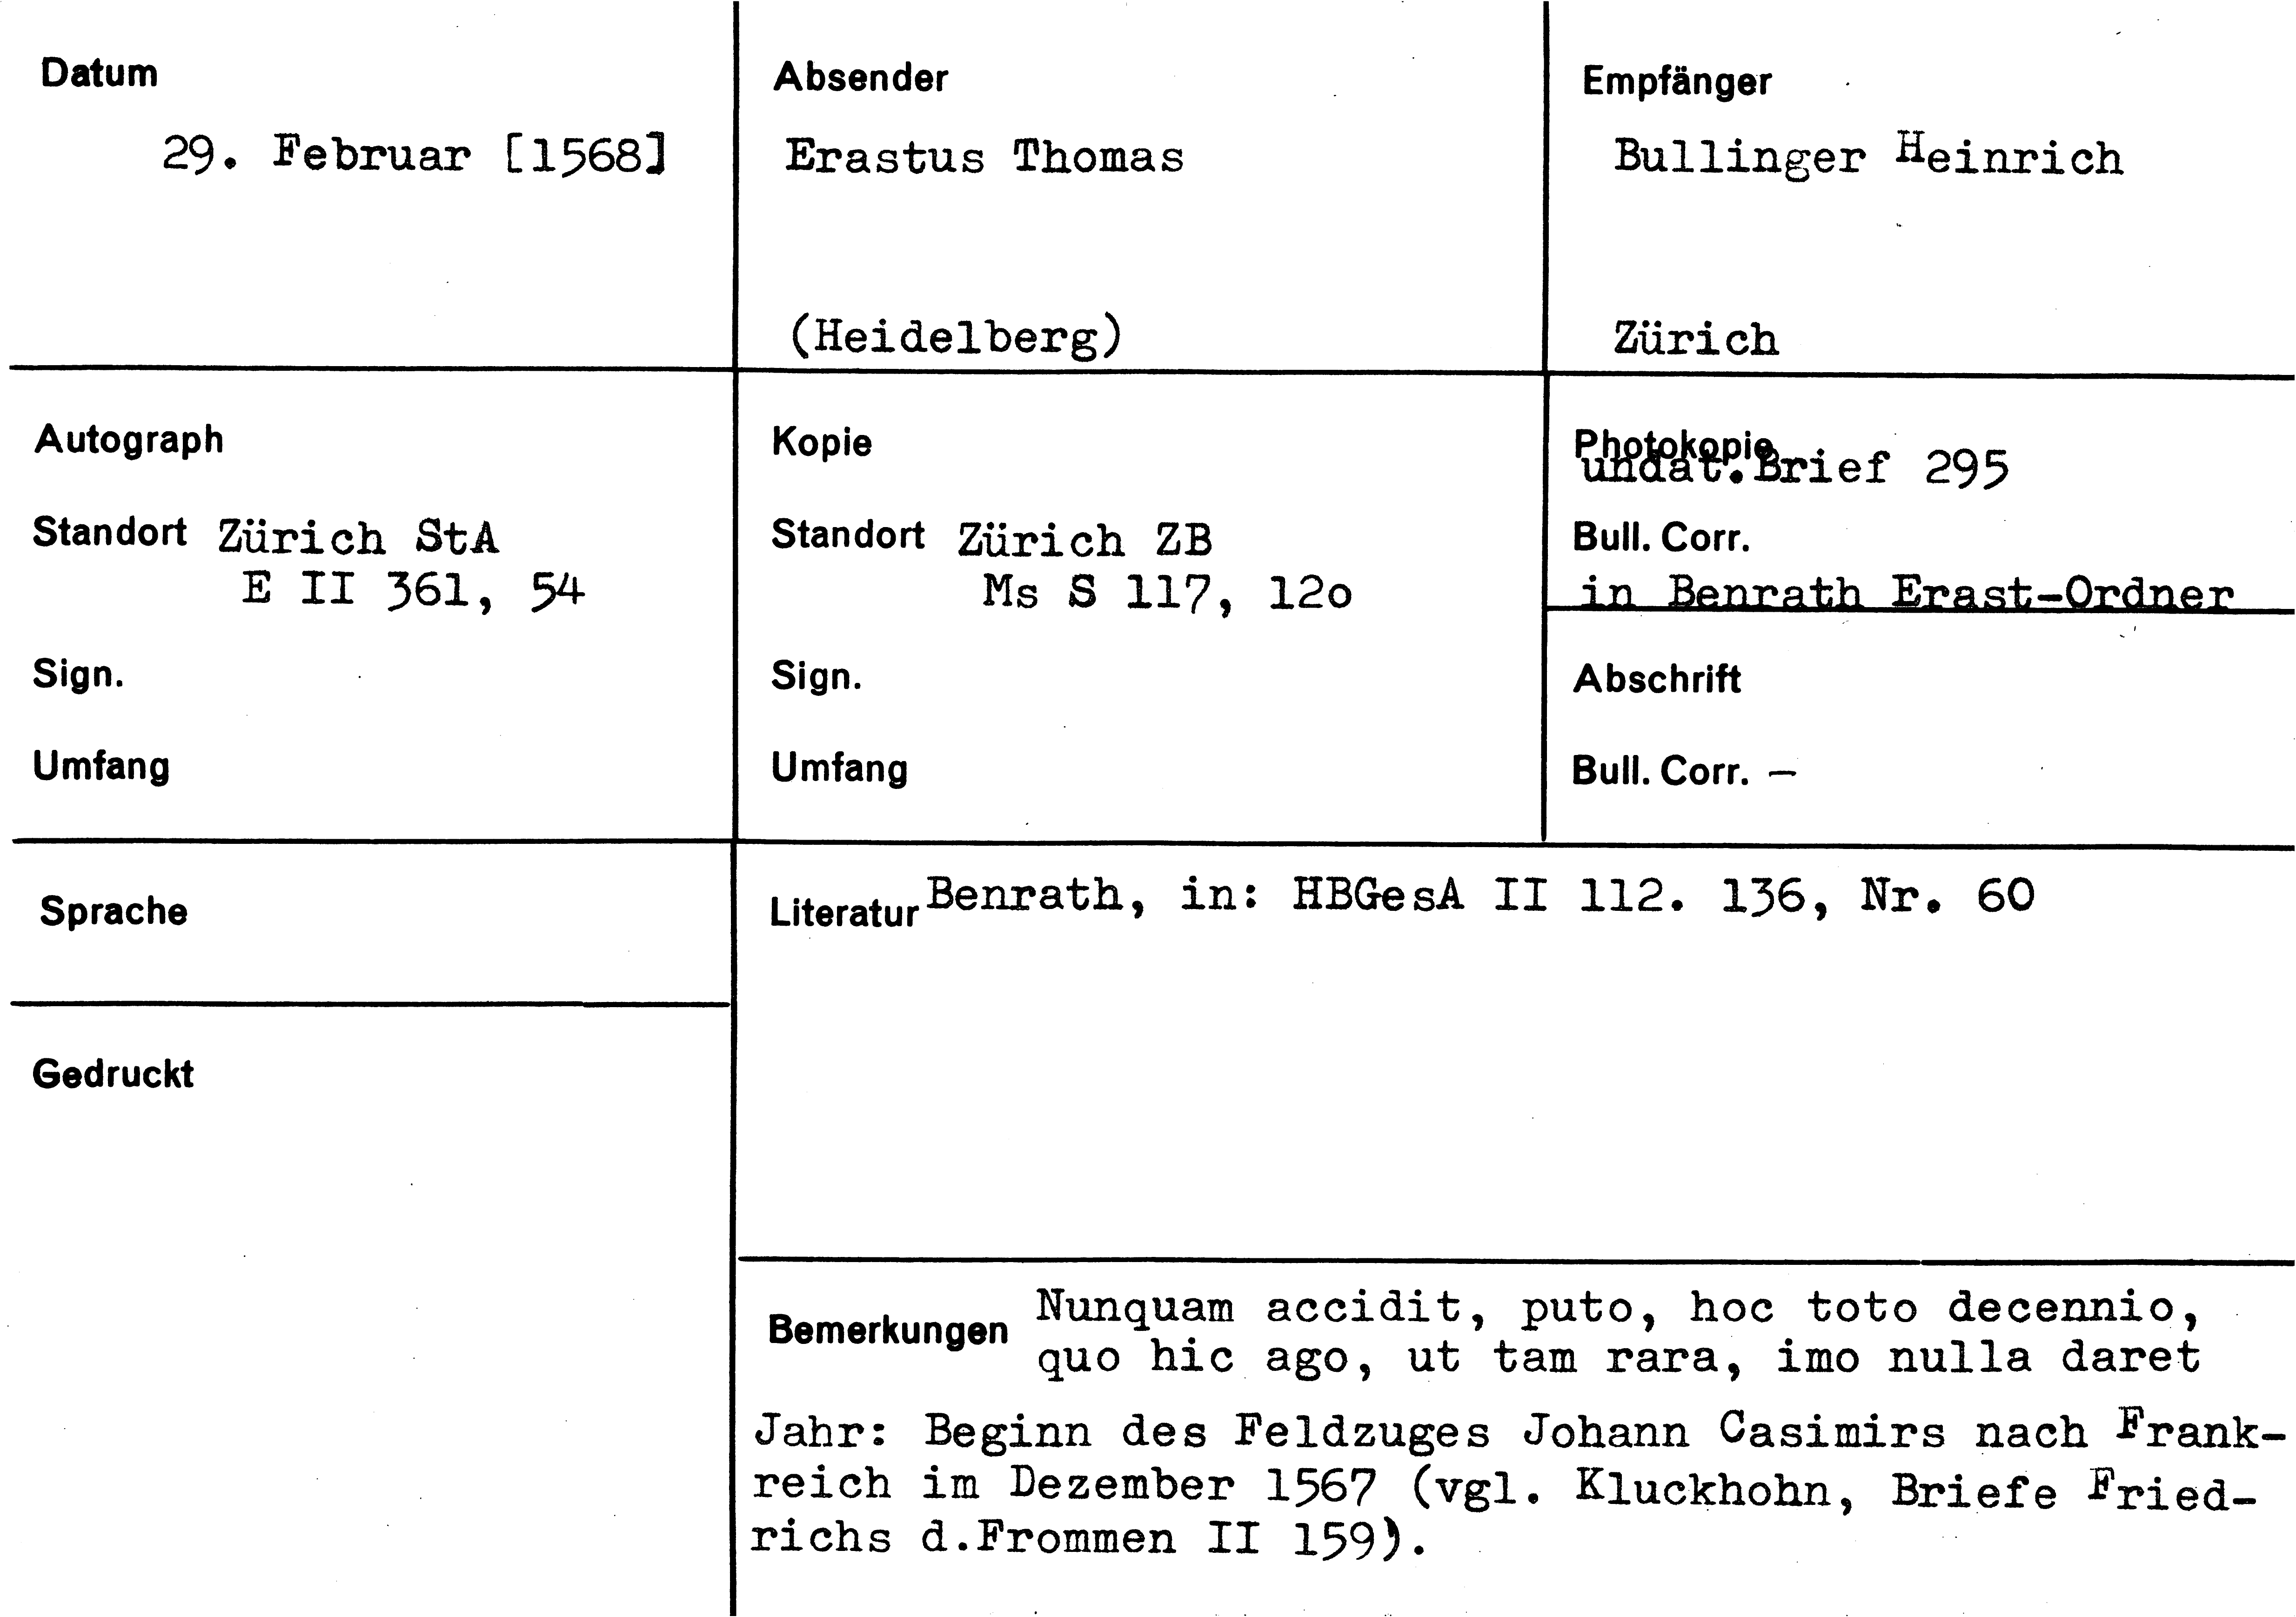 Datum
29. Februar [1568]
Absender
Erastus Thomas
(Heidelberg)
Empfänger
Bullinger Heinrich
Zürich
Autograph
Standort Zürich StA
E II 361, 54
Sign.
Umfang
Kopie
Standort Zürich ZB
Ms S 117, 12o
Sign.
Umfang
Photokopie
undat.Brief 295
Bull. Corr.
in Benrath Erast-Ordner
Abschrift
Bull. Corr. –
Sprache
Gedruckt
Literatur Benrath, in: HBGesA II 112. 136, Nr. 60
Bemerkungen Nunquam accidit, puto, hoc toto decennio,
quo hic ago, ut tam rara, imo nulla daret
Jahr: Beginn des Feldzuges Johann Casimirs nach Frank-
reich im Dezember 1567 (vgl. Kluckhohn, Briefe Fried-
richs d.Frommen II 159).